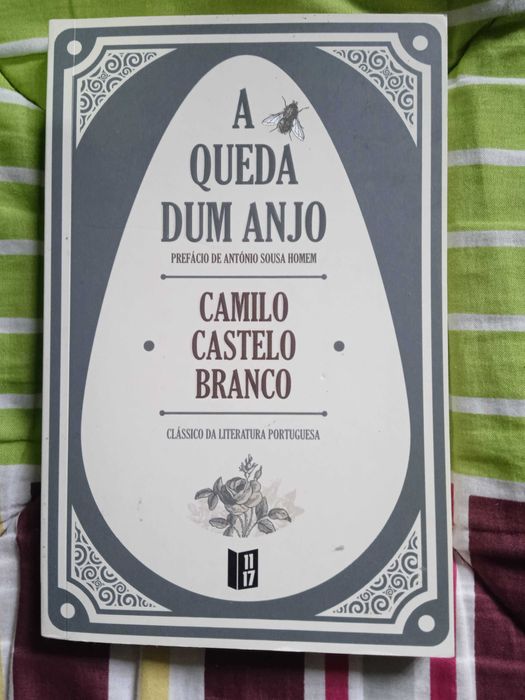 A
QUEDA
DUM ANJO
PREFÁCIO DE ANTÓNIO SOUSA HOMEM
CAMILO
CASTELO
BRANCO
CLÁSSICO DA LITERATURA PORTUGUESA
11
17